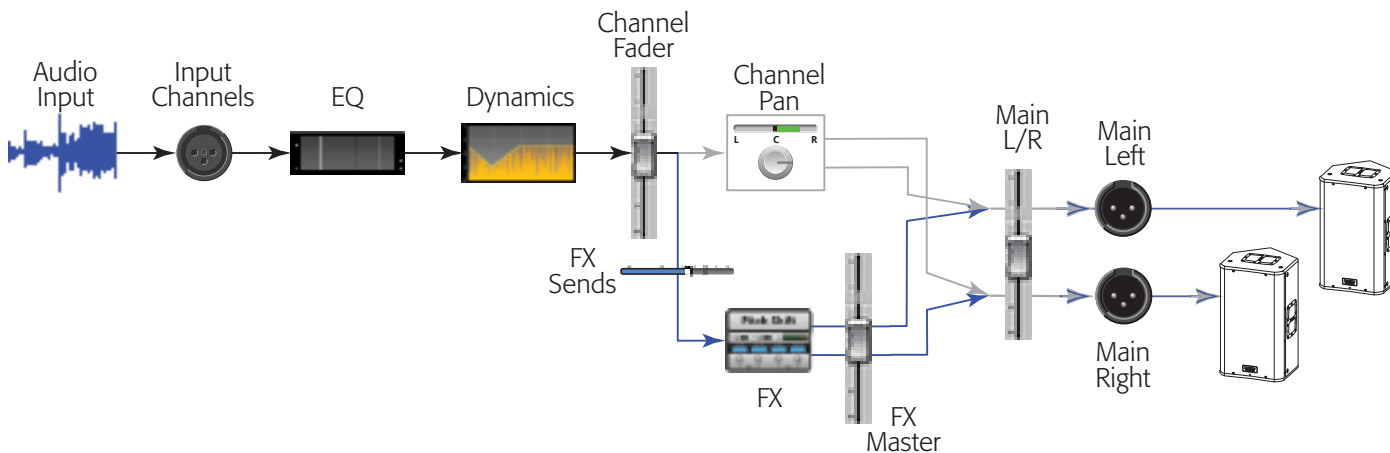 Audio
Input
Input
Channels
EQ
Dynamics
Channel
Fader
Channel
Pan
L C R
Main
L/R
Main
Left
FX
Sends
Pitch Shift
FX
FX
Master
Main
Right